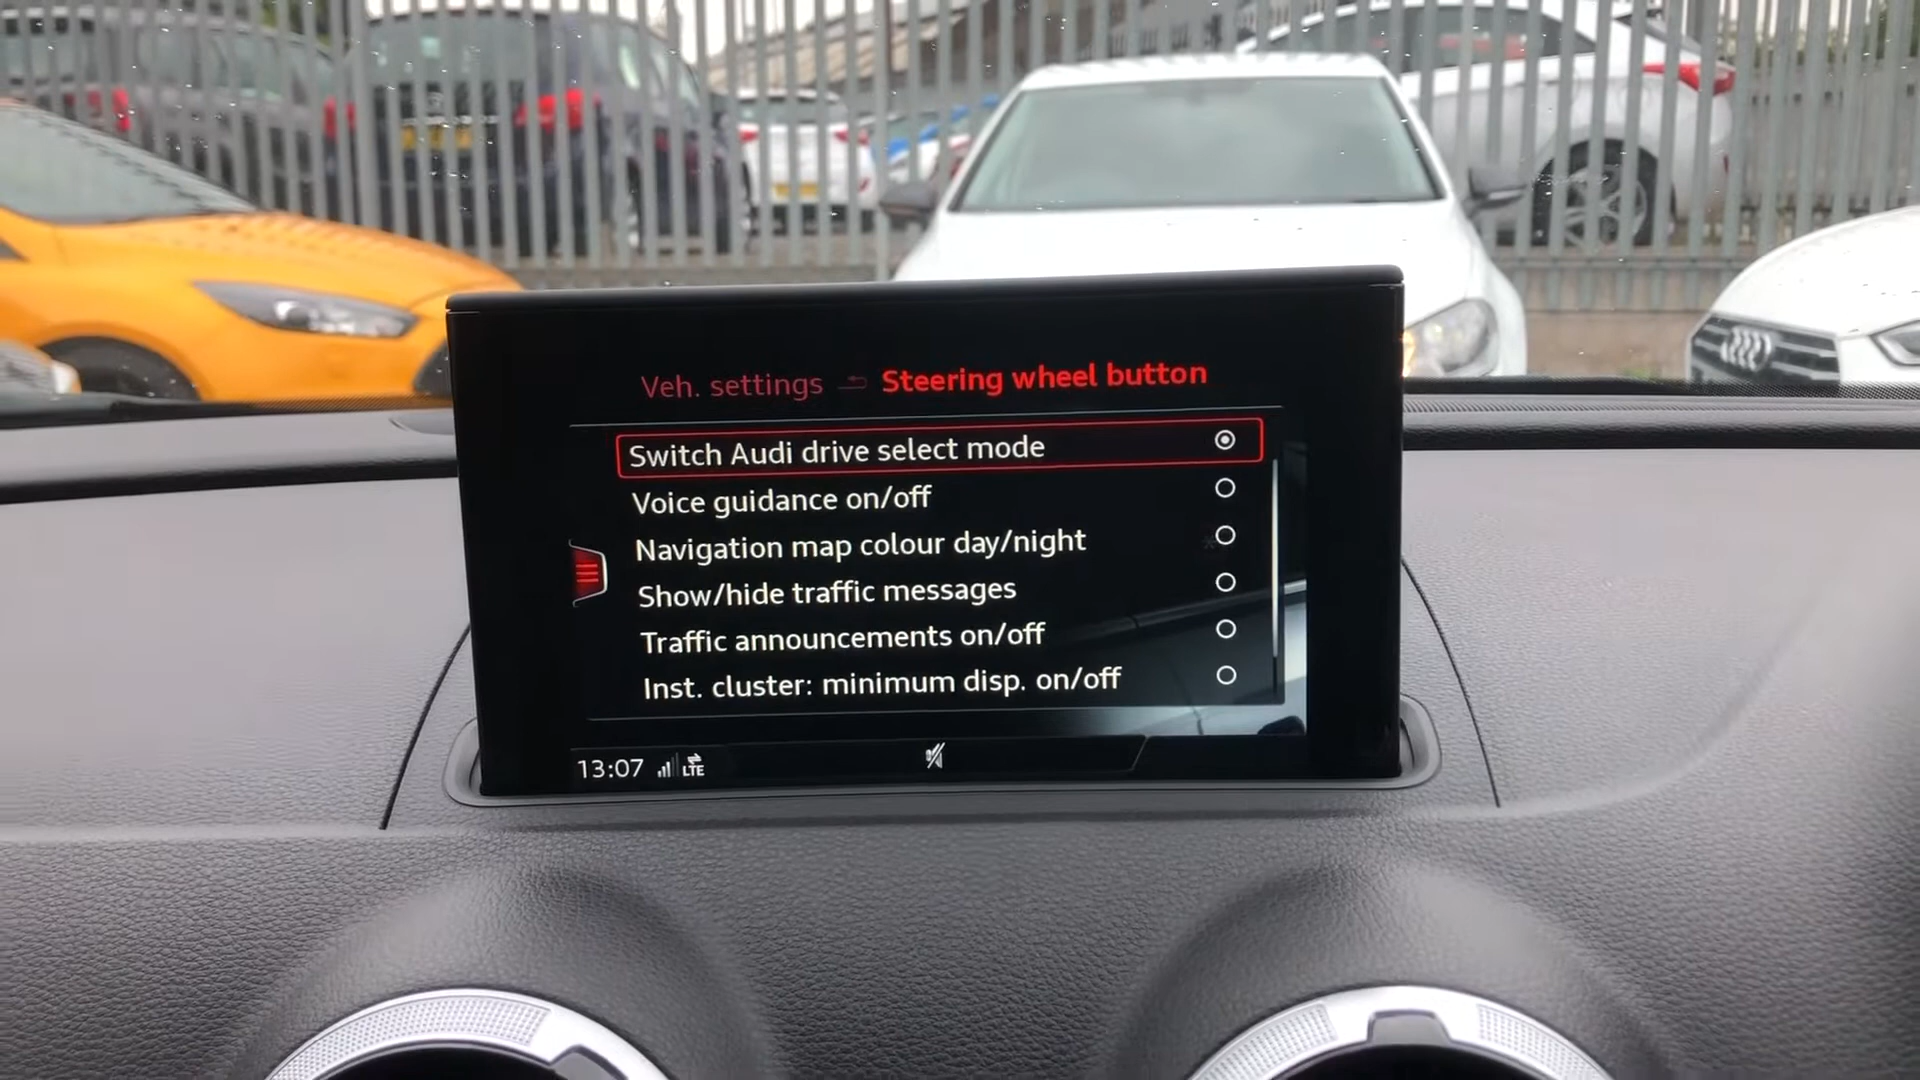 Veh. settings Steering wheel button
Switch Audi drive select mode
Voice guidance on/off
Navigation map colour day/night
Show/hide traffic messages
Traffic announcements on/off
Inst. cluster: minimum disp. on/off
13:07 LTE